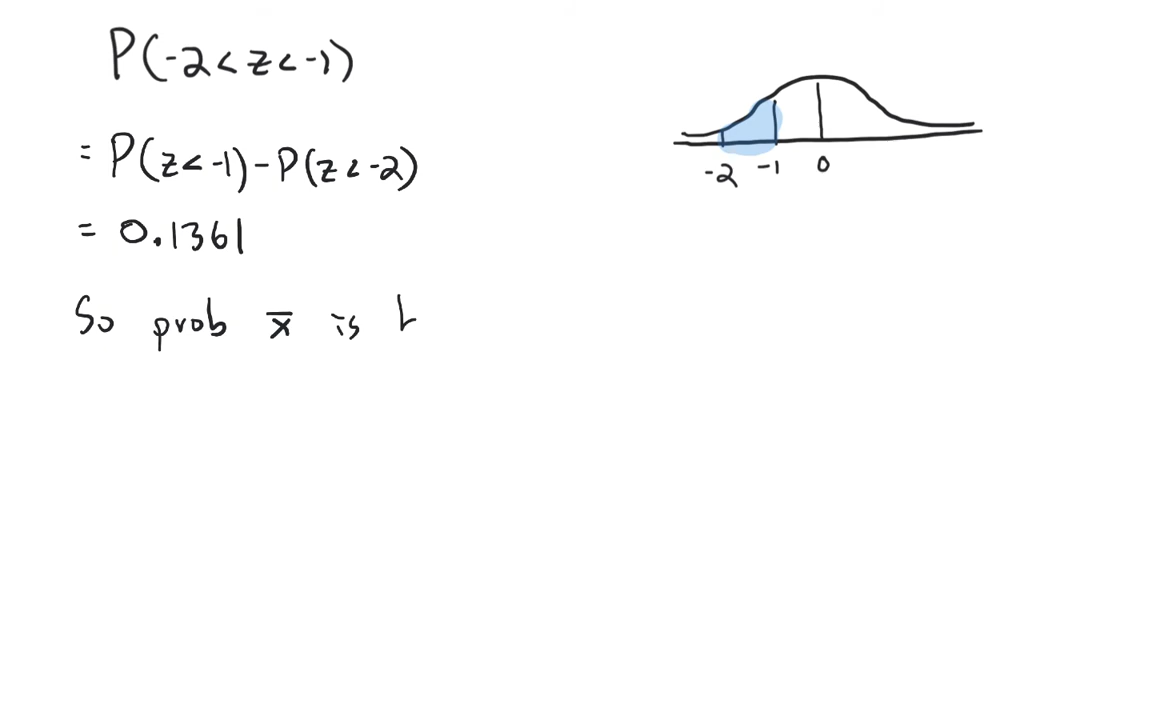 P(-2<z<-1)
= P(z<-1)-P(z<-2)
= 0.1361
So prob x̄ is
-2 -1 0